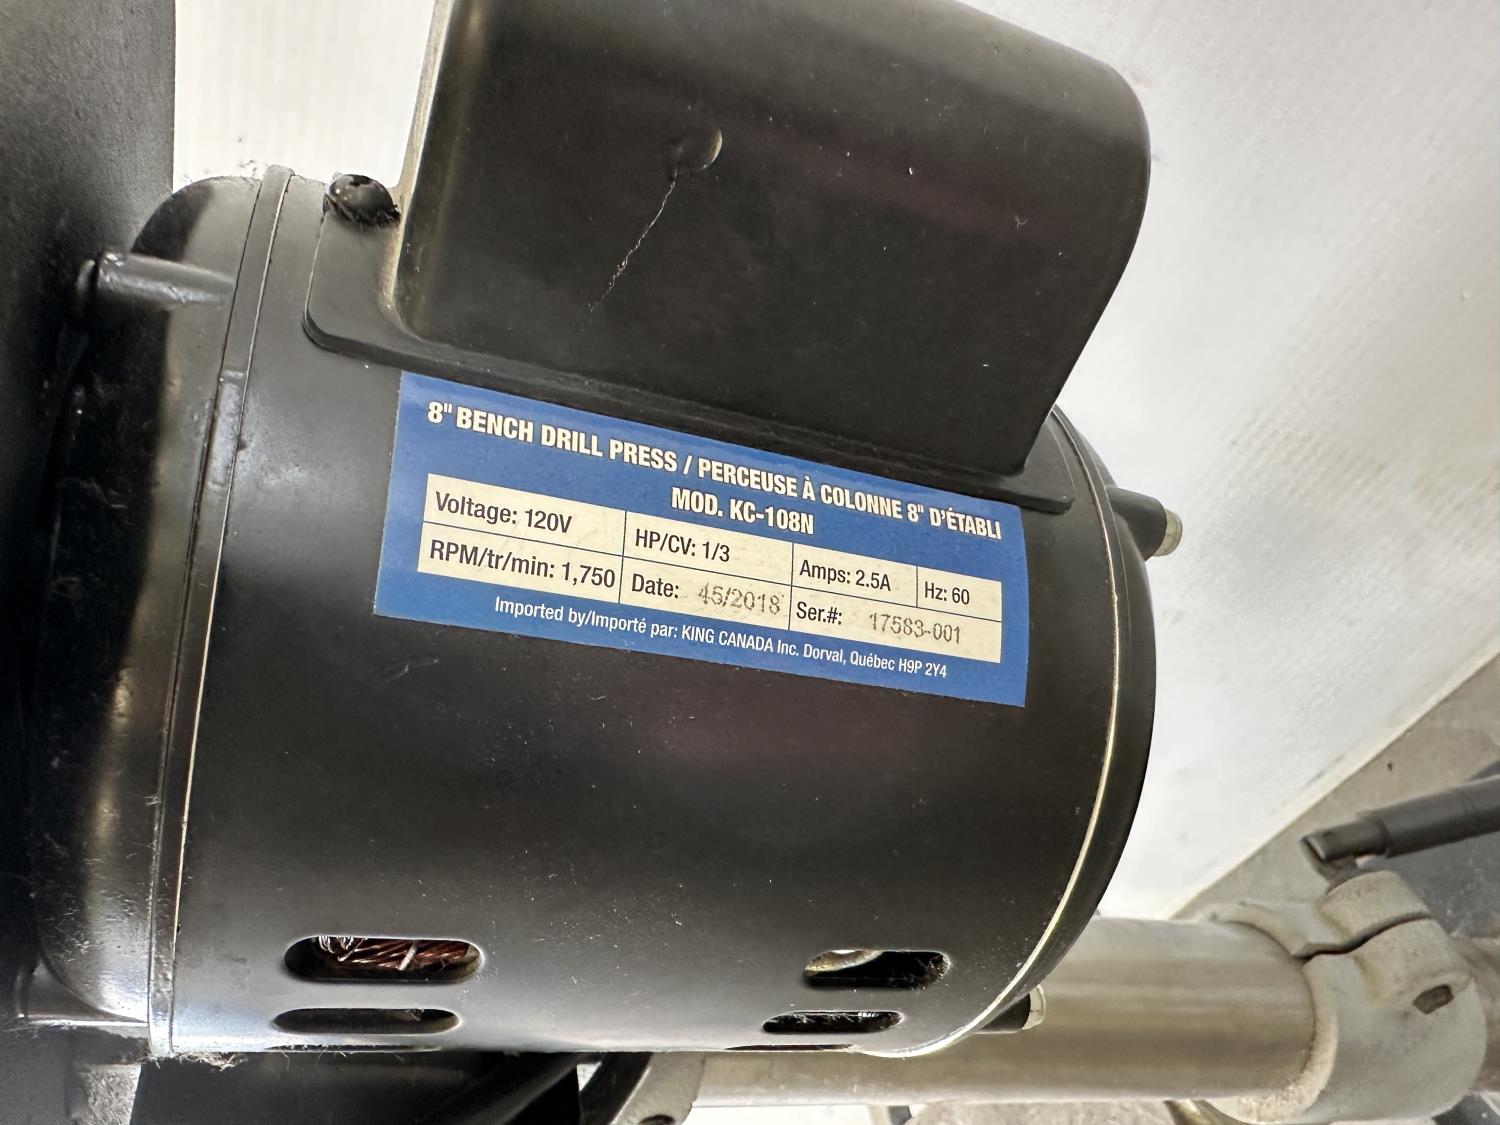 8" BENCH DRILL PRESS / PERCEUSE À COLONNE 8" D'ÉTABLI
MOD. KC-108N
Voltage: 120V HP/CV: 1/3 Amps: 2.5A Hz: 60
RPM/tr/min: 1,750 Date: 45/2018 Ser.#: 17583-001
Imported by/Importé par: KING CANADA Inc. Dorval, Québec H9P 2Y4